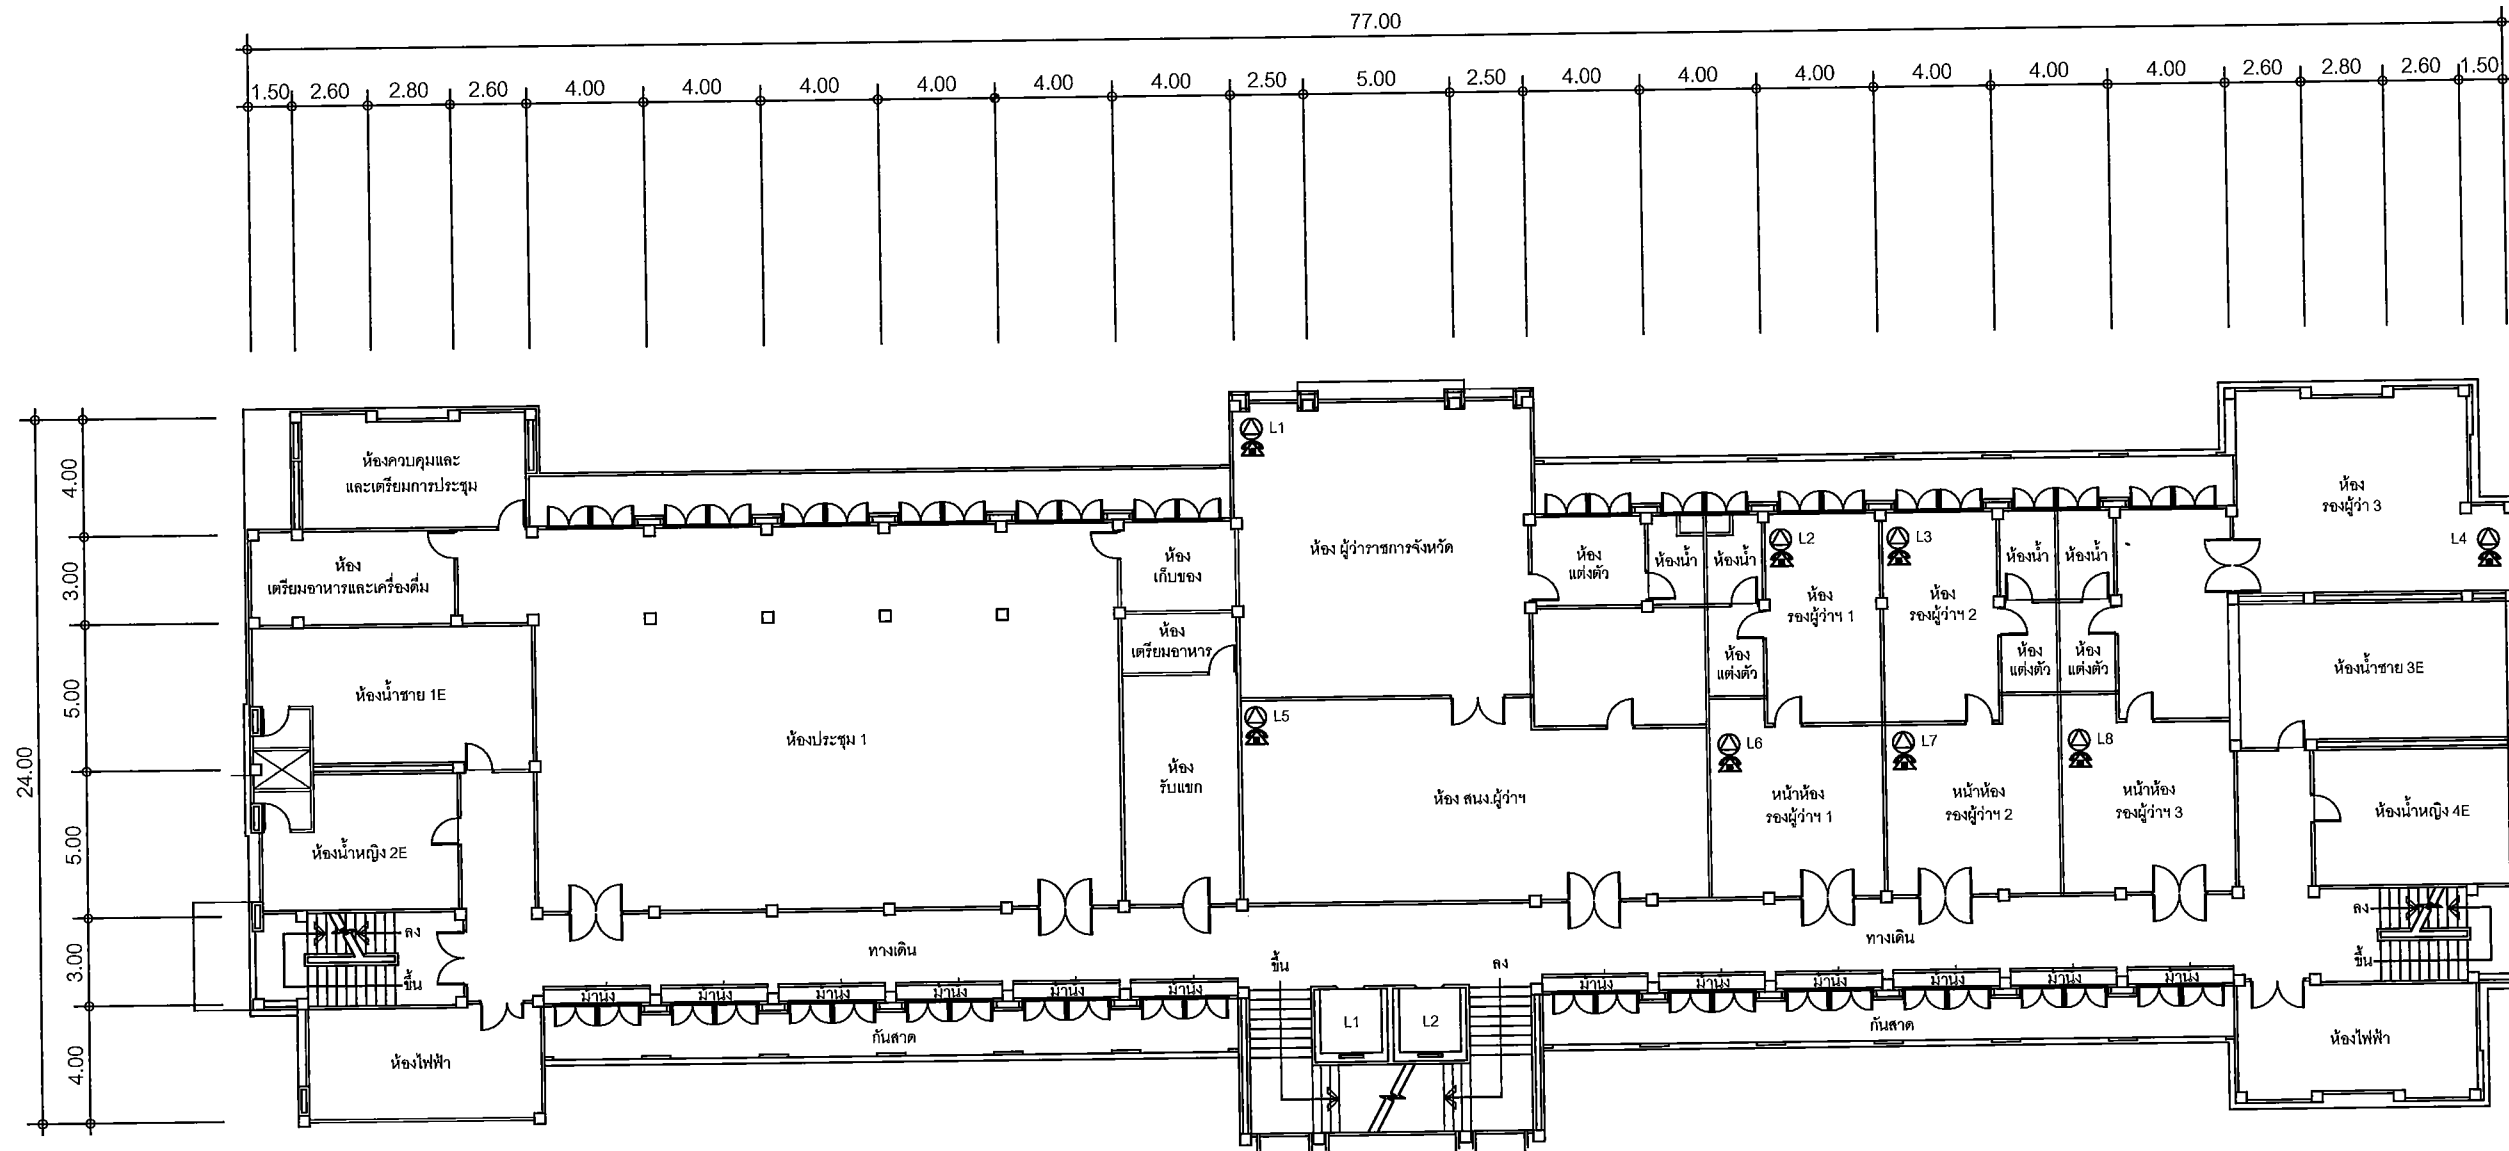 77.00
1.50 2.60 2.80 2.60 4.00 4.00 4.00 4.00 4.00 4.00 2.50 5.00 2.50 4.00 4.00 4.00 4.00 4.00 4.00 2.60 2.80 2.60 1.50
24.00
4.00
3.00
5.00
5.00
3.00
4.00
ห้องควบคุมและ
และเตรียมการประชุม
ห้อง
เตรียมอาหารและเครื่องดื่ม
ห้องน้ำชาย 1E
ห้องน้ำหญิง 2E
ลง
ขึ้น
ห้องไฟฟ้า
ห้องประชุม 1
ห้อง
เก็บของ
ห้อง
เตรียมอาหาร
ห้อง
รับแขก
ทางเดิน
ม้านั่ง ม้านั่ง ม้านั่ง ม้านั่ง ม้านั่ง ม้านั่ง
กันสาด
L1
ห้อง ผู้ว่าราชการจังหวัด
L5
ห้อง สนง.ผู้ว่าฯ
ขึ้น
ลง
L1
L2
ห้อง
แต่งตัว
ห้องน้ำ
ห้องน้ำ
L2
ห้อง
รองผู้ว่าฯ 1
ห้อง
แต่งตัว
L3
ห้อง
รองผู้ว่าฯ 2
ห้องน้ำ
ห้องน้ำ
ห้อง
แต่งตัว
ห้อง
แต่งตัว
L6
หน้าห้อง
รองผู้ว่าฯ 1
L7
หน้าห้อง
รองผู้ว่าฯ 2
L8
หน้าห้อง
รองผู้ว่าฯ 3
ห้อง
รองผู้ว่า 3
L4
ห้องน้ำชาย 3E
ห้องน้ำหญิง 4E
ทางเดิน
ลง
ขึ้น
ม้านั่ง ม้านั่ง ม้านั่ง ม้านั่ง ม้านั่ง ม้านั่ง
กันสาด
ห้องไฟฟ้า